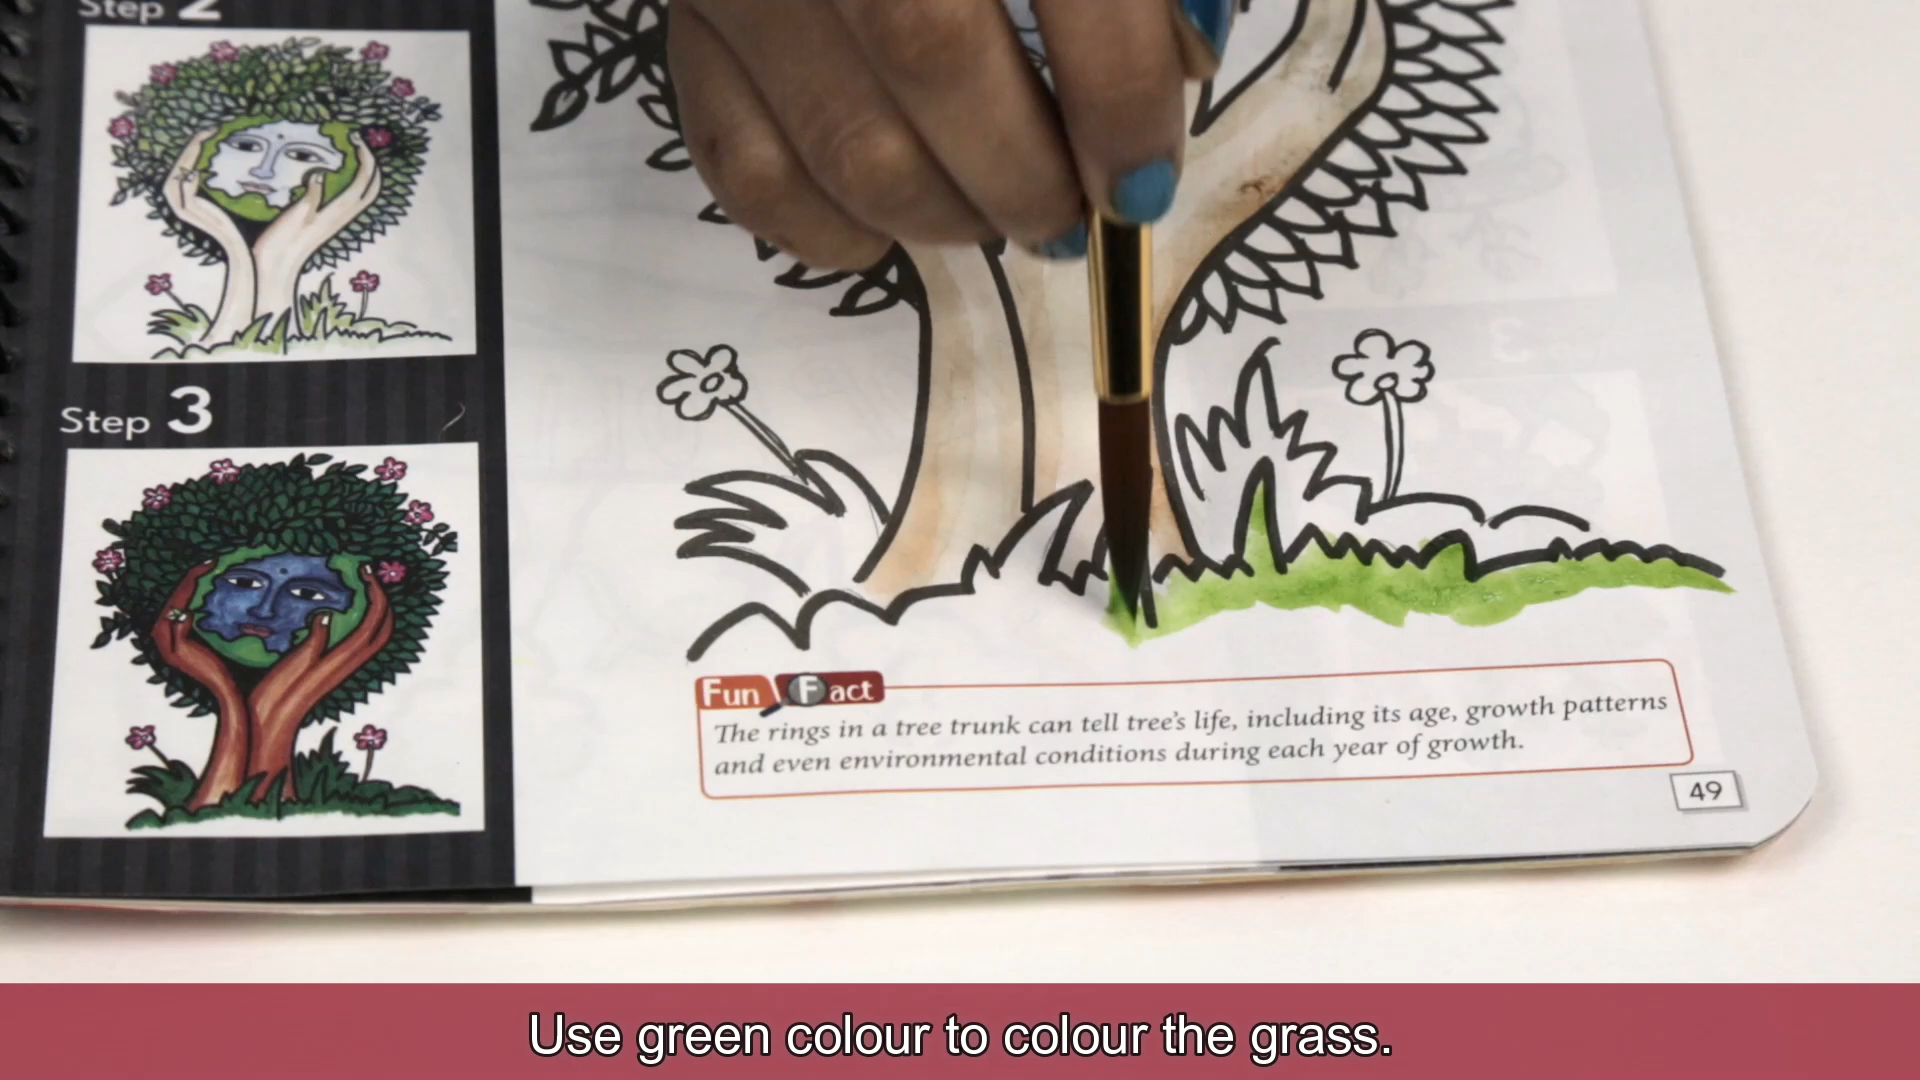 Step 2
Step 3
Fun Fact
The rings in a tree trunk can tell tree's life, including its age, growth patterns
and even environmental conditions during each year of growth.
49
Use green colour to colour the grass.